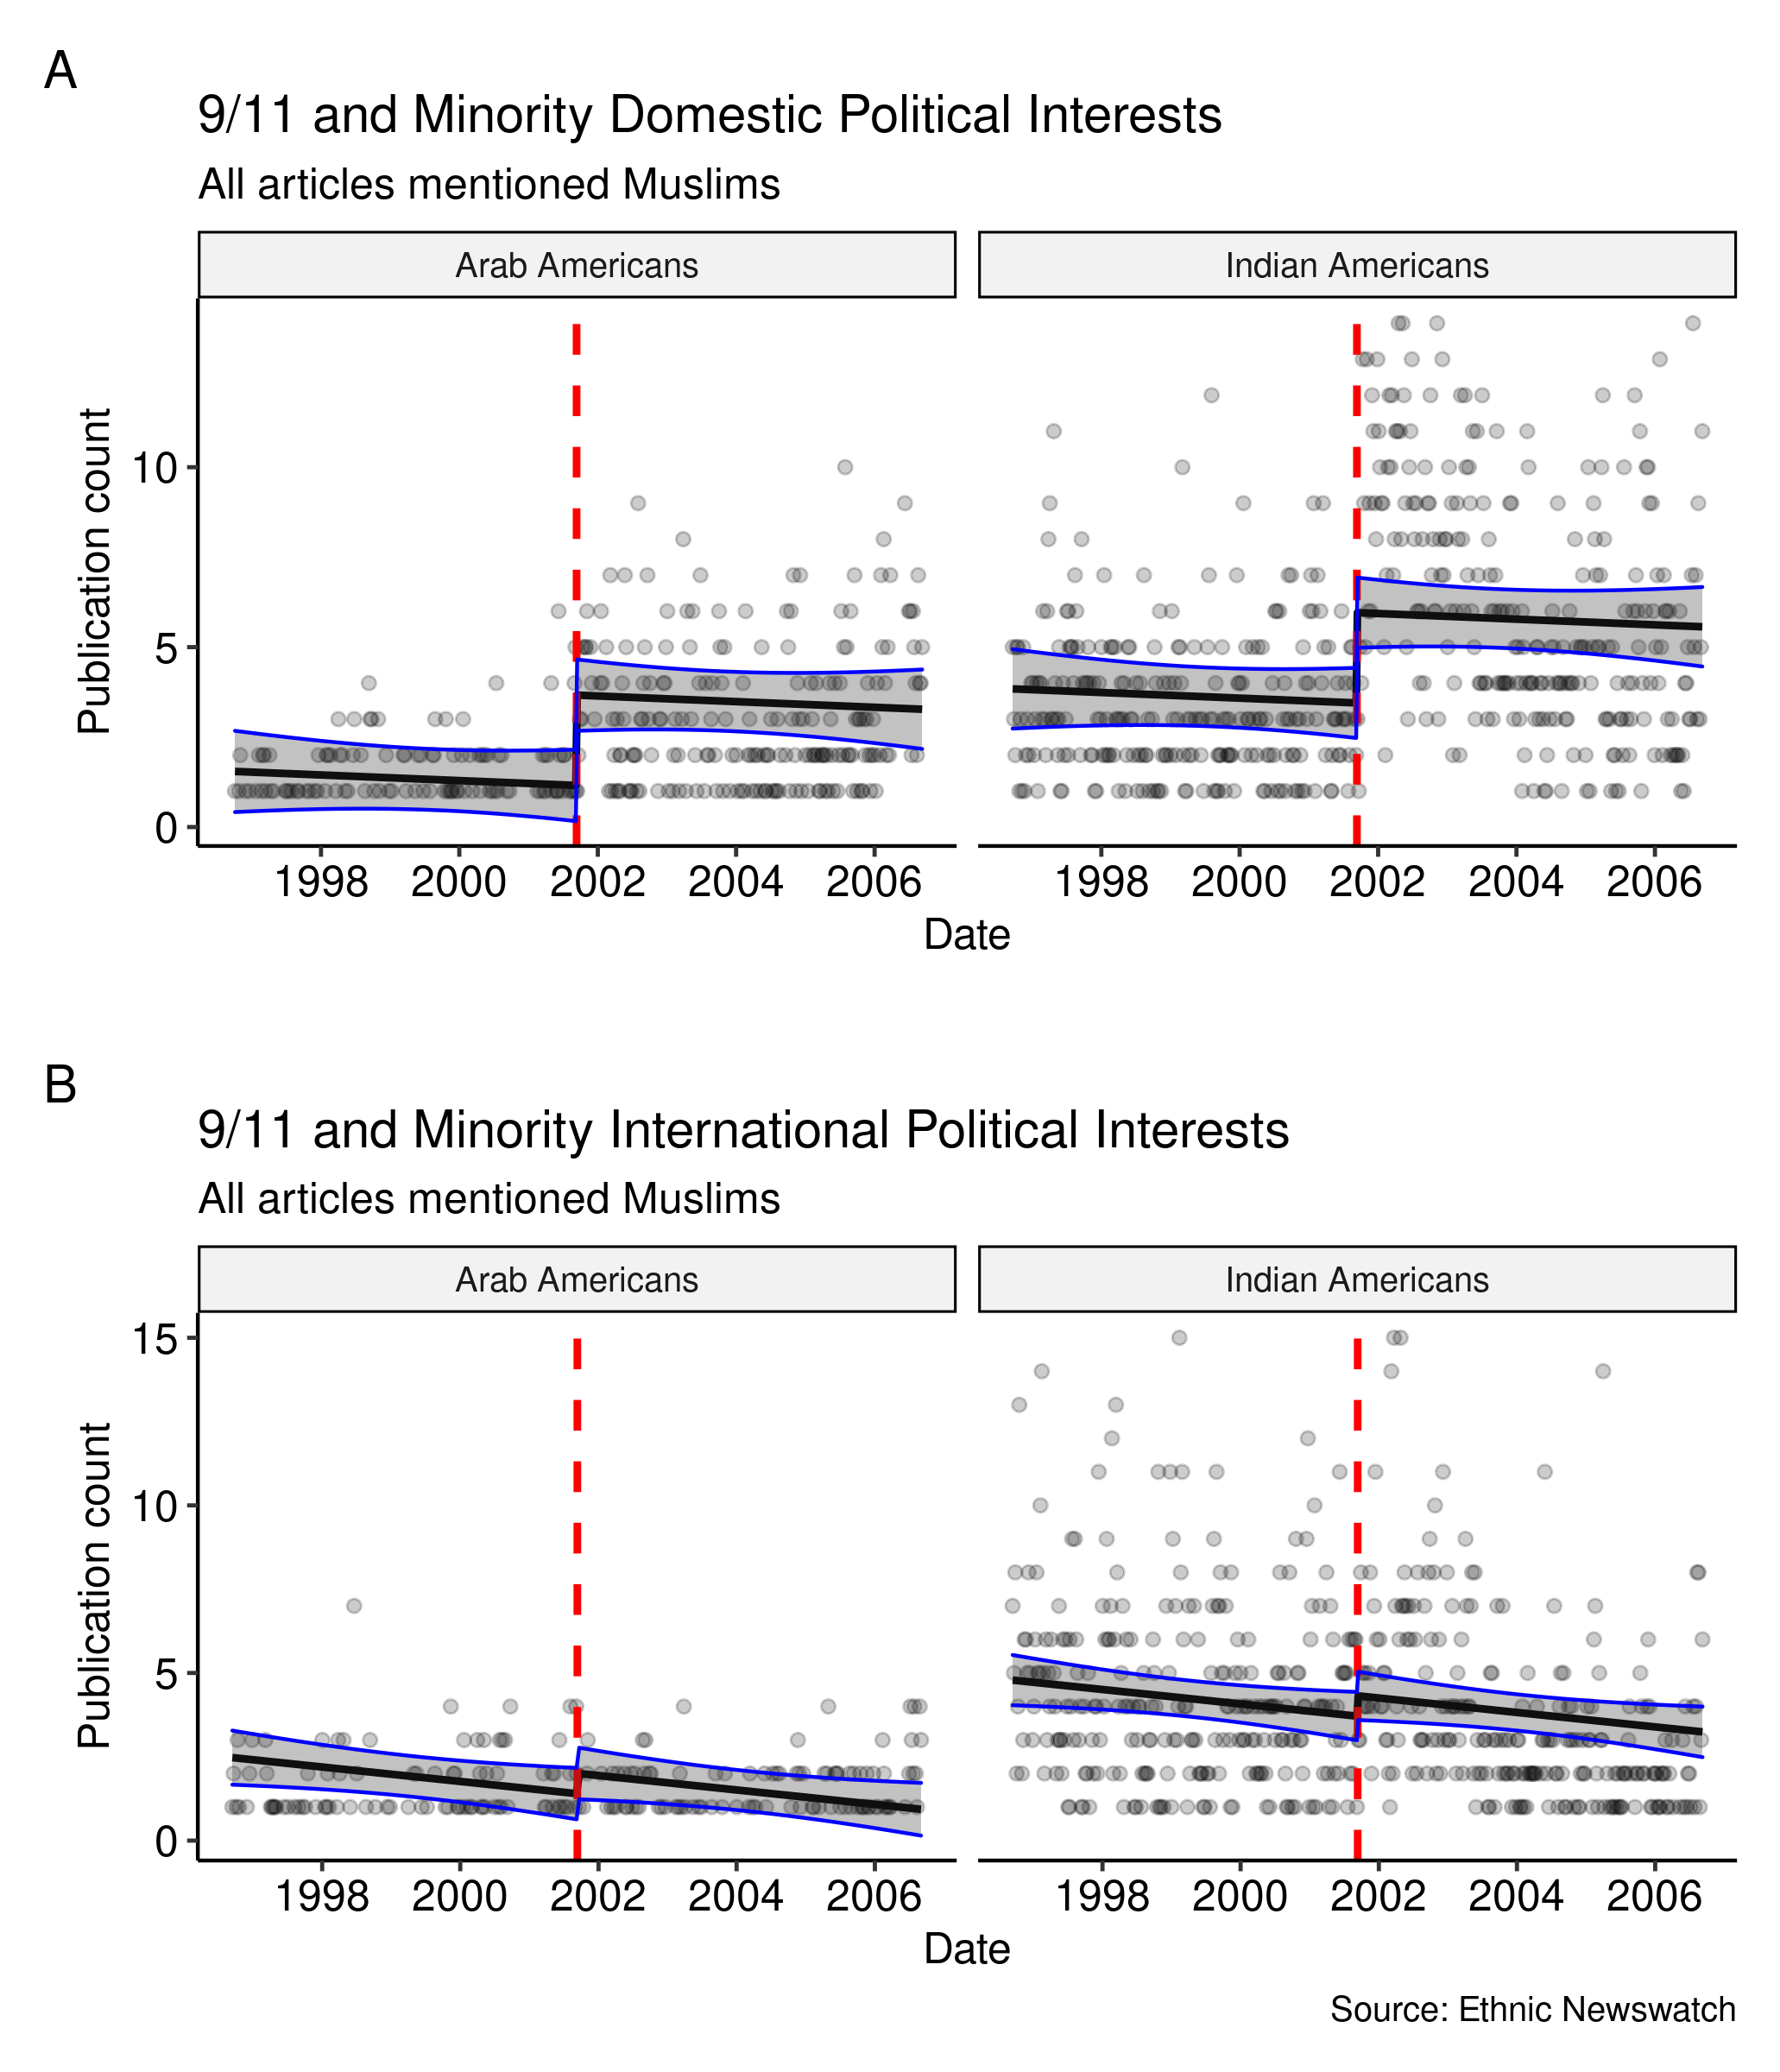 A
9/11 and Minority Domestic Political Interests
All articles mentioned Muslims
Arab Americans
Indian Americans
Publication count
10
5
0
1998 2000 2002 2004 2006
1998 2000 2002 2004 2006
Date
B
9/11 and Minority International Political Interests
All articles mentioned Muslims
Arab Americans
Indian Americans
Publication count
15
10
5
0
1998 2000 2002 2004 2006
1998 2000 2002 2004 2006
Date
Source: Ethnic Newswatch